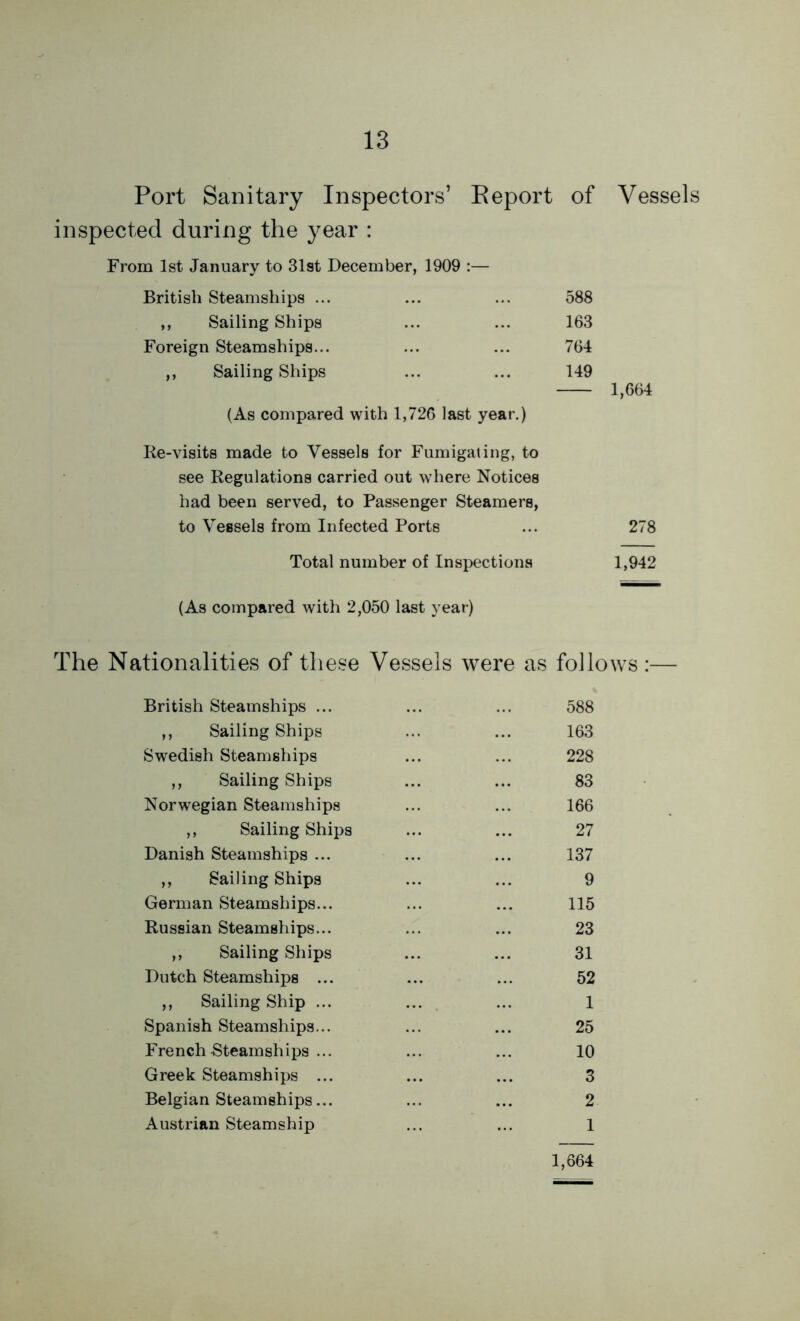 13
Port Sanitary Inspectors’ Report of Vessels
inspected during the year :
From 1st January to 31st December, 1909 :—
British Steamships ... ... ... 588
,, Sailing Ships ... ... 163
Foreign Steamships... ... ... 764
,, Sailing Ships ... ... 149
1,664
(As compared with 1,726 last year.)
Re-visits made to Vessels for Fumigating, to
see Regulations carried out where Notices
had been served, to Passenger Steamers,
to Vessels from Infected Ports ... 278
Total number of Inspections 1,942
(As compared with 2,050 last year)
The Nationalities of these Vessels were as follows :—
British Steamships ... ... ... 588
,, Sailing Ships ... ... 163
Swedish Steamships ... ... 228
,, Sailing Ships ... ... 83
Norwegian Steamships ... ... 166
,, Sailing Ships ... ... 27
Danish Steamships ... ... ... 137
,, Sailing Ships ... ... 9
German Steamships... ... ... 115
Russian Steamships... ... ... 23
,, Sailing Ships ... ... 31
Dutch Steamships ... ... ... 52
,, Sailing Ship ... ... ... 1
Spanish Steamships... ... ... 25
French Steamships ... ... ... 10
Greek Steamships ... ... ... 3
Belgian Steamships... ... ... 2
Austrian Steamship ... ... 1
1,664